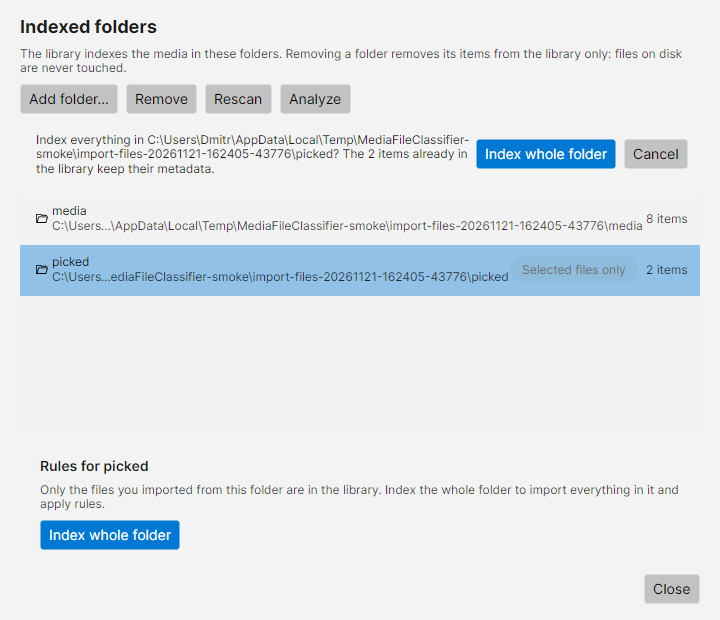 Indexed folders
The library indexes the media in these folders. Removing a folder removes its items from the library only: files on disk
are never touched.
Add folder...
Remove
Rescan
Analyze
Index everything in C:\Users\Dmitr\AppData\Local\Temp\MediaFileClassifier-
smoke\import-files-20261121-162405-43776\picked? The 2 items already in
the library keep their metadata.
Index whole folder
Cancel
media
C:\Users...\AppData\Local\Temp\MediaFileClassifier-smoke\import-files-20261121-162405-43776\media
8 items
picked
C:\Users...ediaFileClassifier-smoke\import-files-20261121-162405-43776\picked
Selected files only
2 items
Rules for picked
Only the files you imported from this folder are in the library. Index the whole folder to import everything in it and
apply rules.
Index whole folder
Close